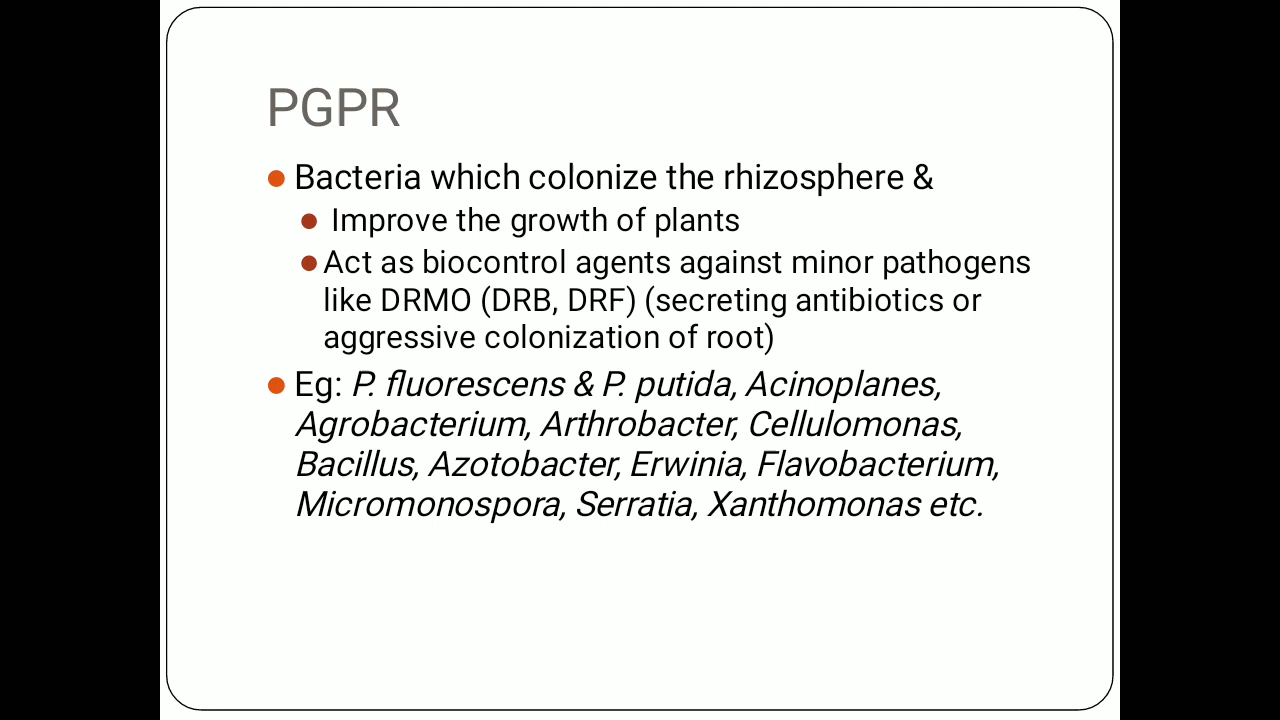 PGPR
Bacteria which colonize the rhizosphere &
Improve the growth of plants
Act as biocontrol agents against minor pathogens
like DRMO (DRB, DRF) (secreting antibiotics or
aggressive colonization of root)
Eg: P. fluorescens & P. putida, Acinoplanes,
Agrobacterium, Arthrobacter, Cellulomonas,
Bacillus, Azotobacter, Erwinia, Flavobacterium,
Micromonospora, Serratia, Xanthomonas etc.